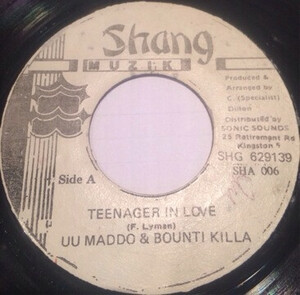 Shang
MUZIK
Produced &
Arranged by
C. (Specialist)
Dillon
Distributed by
SONIC SOUNDS
25 Retirement Rd
Kingston 5
SHG 629139
SHA 006
Side A
TEENAGER IN LOVE
(F. Lyman)
UU MADDO & BOUNTI KILLA